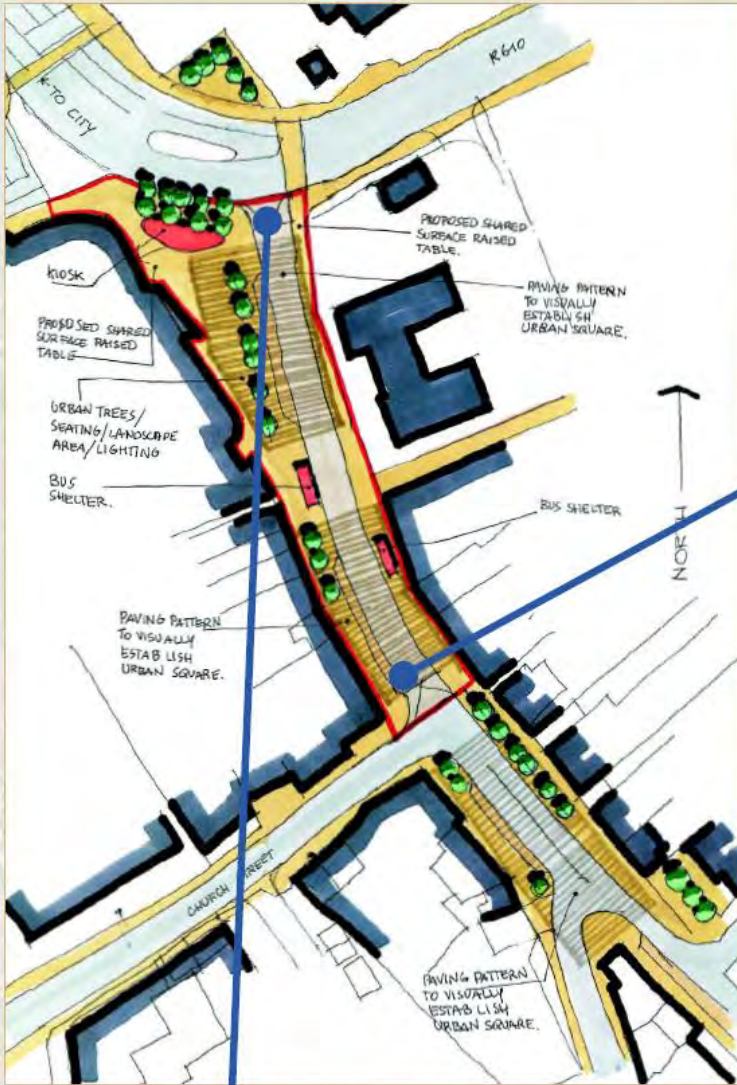 R-TO CITY
R610
PROPOSED SHARED
SURFACE RAISED
TABLE.
KIOSK
PAVING PATTERN
TO VISUALLY
ESTABLISH
URBAN SQUARE.
PROPOSED SHARED
SURFACE RAISED
TABLE
URBAN TREES/
SEATING/LANDSCAPE
AREA/LIGHTING
BUS
SHELTER.
BUS SHELTER
NORTH
PAVING PATTERN
TO VISUALLY
ESTABLISH
URBAN SQUARE.
CHURCH STREET
PAVING PATTERN
TO VISUALLY
ESTABLISH
URBAN SQUARE.